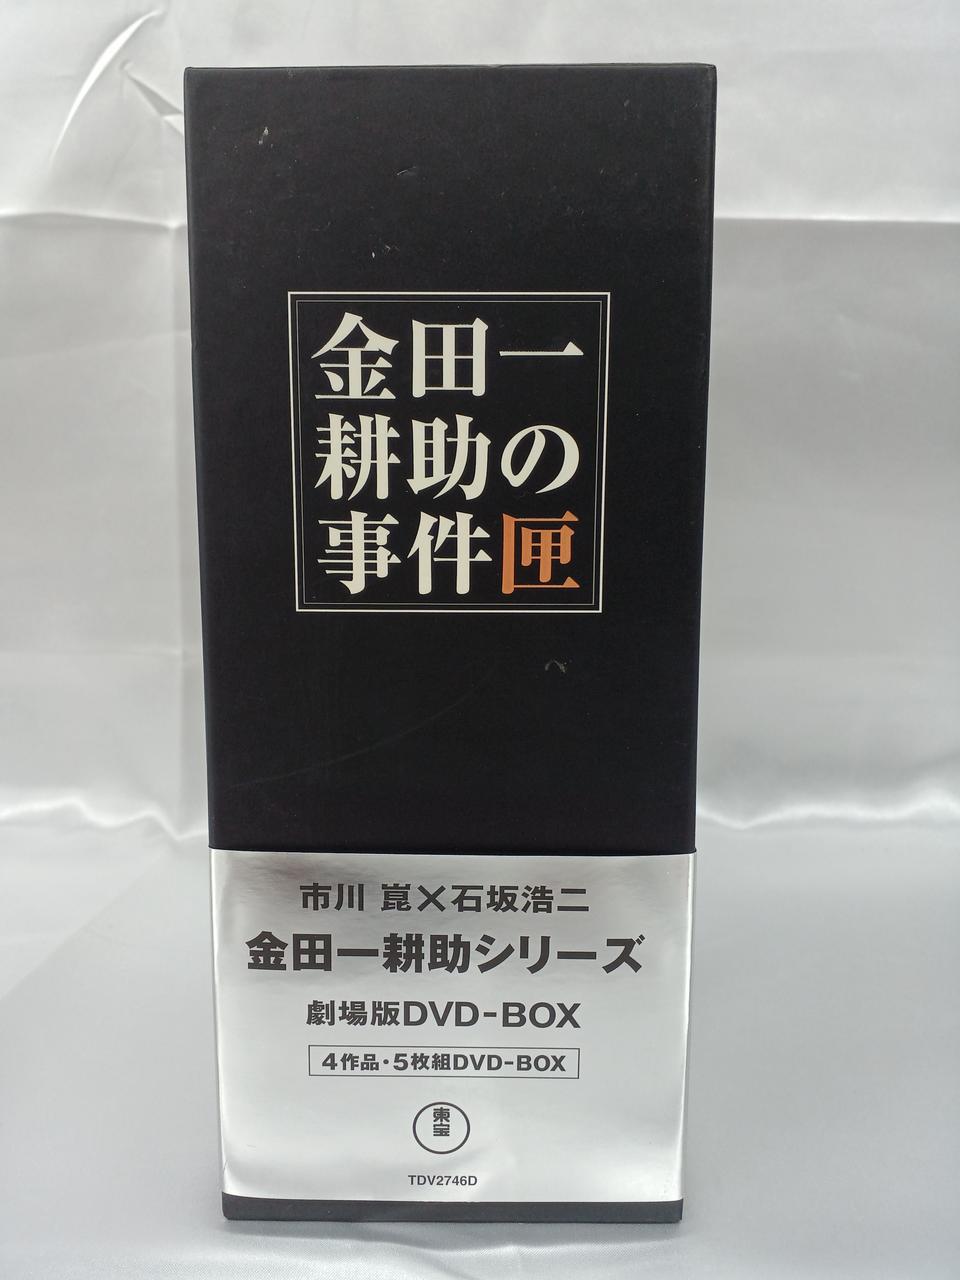 金田一
耕助の
事件匣
市川 崑×石坂浩二
金田一耕助シリーズ
劇場版DVD-BOX
4作品・5枚組DVD-BOX
東宝
TDV2746D